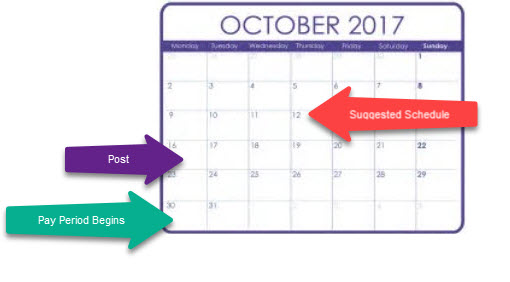 OCTOBER 2017
Monday Tuesday Wednesday Thursday Friday Saturday Sunday
1
2 3 4 5 6 7 8
9 10 11 12
Suggested Schedule
16 17 18 19 20 21 22
Post
23 24 25 26 27 28 29
30 31
Pay Period Begins